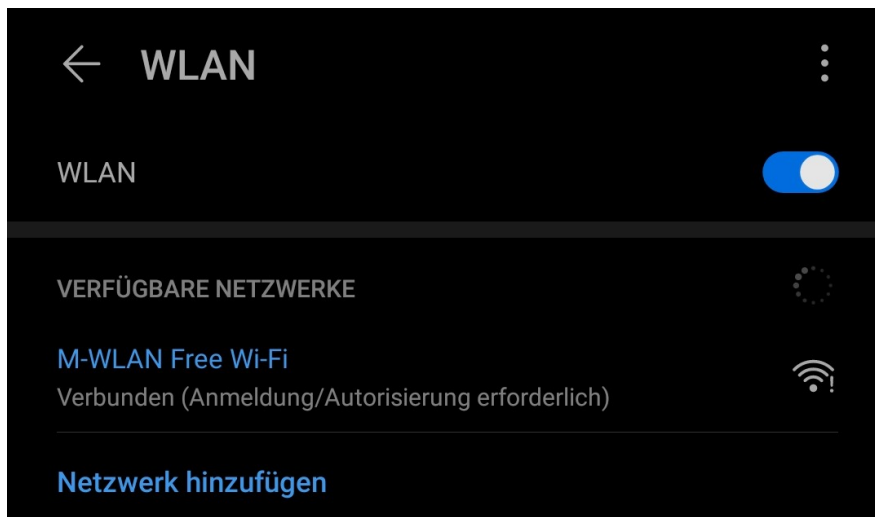 WLAN
WLAN
VERFÜGBARE NETZWERKE
M-WLAN Free Wi-Fi
Verbunden (Anmeldung/Autorisierung erforderlich)
Netzwerk hinzufügen